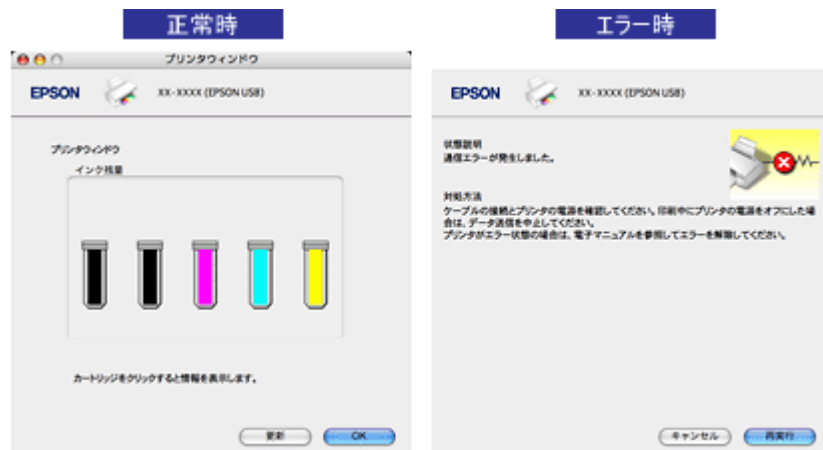 正常時
プリンタウィンドウ
EPSON
XX-XXXX (EPSON USB)
プリンタウィンドウ
インク残量
カートリッジをクリックすると情報を表示します。
更新
OK
エラー時
EPSON
XX-XXXX (EPSON USB)
状態説明
通信エラーが発生しました。
対処方法
ケーブルの接続とプリンタの電源を確認してください。印刷中にプリンタの電源をオフにした場
合は、データ送信を中止してください。
プリンタがエラー状態の場合は、電子マニュアルを参照してエラーを解除してください。
キャンセル
再実行